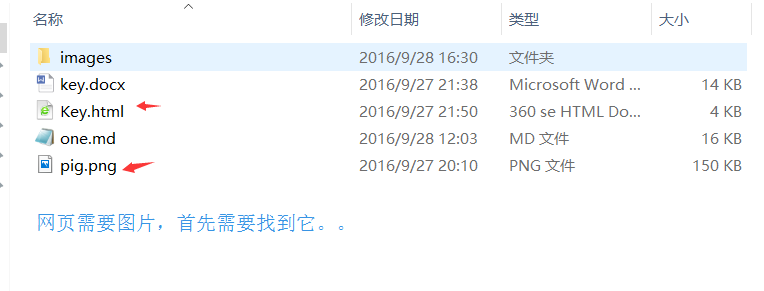 名称 修改日期 类型 大小
images 2016/9/28 16:30 文件夹
key.docx 2016/9/27 21:38 Microsoft Word ... 14 KB
Key.html 2016/9/27 21:50 360 se HTML Do... 4 KB
one.md 2016/9/28 12:03 MD 文件 16 KB
pig.png 2016/9/27 20:10 PNG 文件 150 KB
网页需要图片，首先需要找到它。。